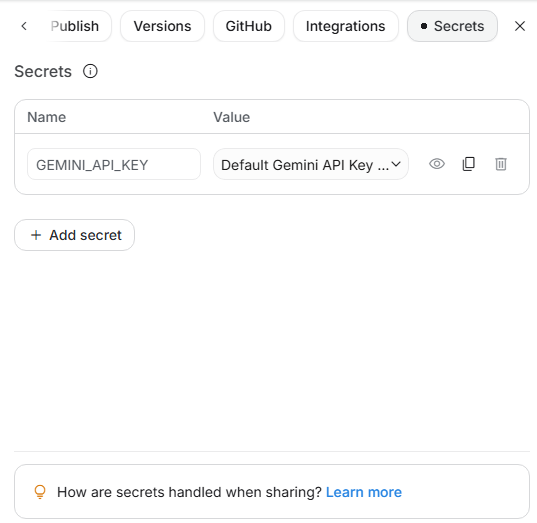 Publish Versions GitHub Integrations Secrets
Secrets
Name Value
GEMINI_API_KEY Default Gemini API Key ...
+ Add secret
How are secrets handled when sharing? Learn more